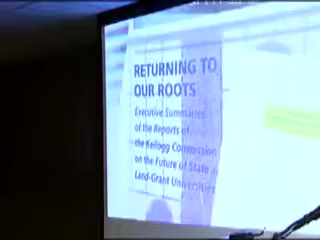 RETURNING TO
OUR ROOTS
Executive Summaries
of the Reports of
the Kellogg Commission
on the Future of State
Land-Grant Universities